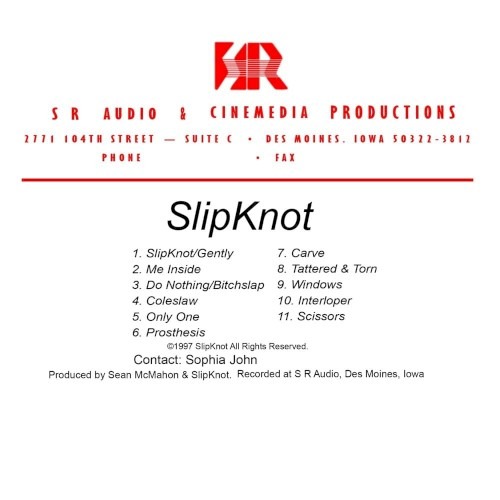 SR
S R AUDIO & CINEMEDIA PRODUCTIONS
2771 104TH STREET — SUITE C • DES MOINES, IOWA 50322-3812
PHONE • FAX
SlipKnot
1. SlipKnot/Gently
2. Me Inside
3. Do Nothing/Bitchslap
4. Coleslaw
5. Only One
6. Prosthesis
7. Carve
8. Tattered & Torn
9. Windows
10. Interloper
11. Scissors
©1997 SlipKnot All Rights Reserved.
Contact: Sophia John
Produced by Sean McMahon & SlipKnot. Recorded at S R Audio, Des Moines, Iowa